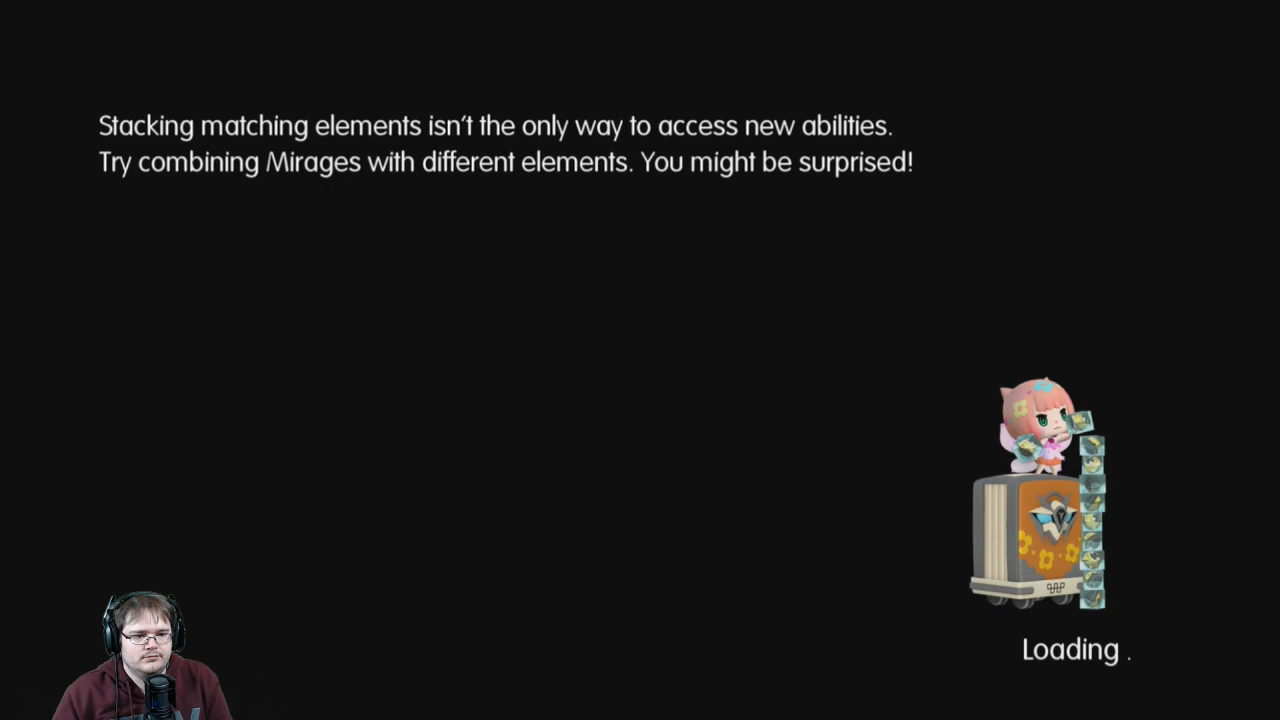 Stacking matching elements isn't the only way to access new abilities.
Try combining Mirages with different elements. You might be surprised!
Loading .